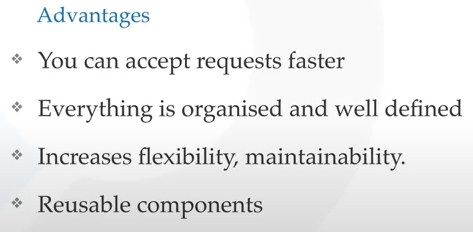 Advantages
You can accept requests faster
Everything is organised and well defined
Increases flexibility, maintainability.
Reusable components